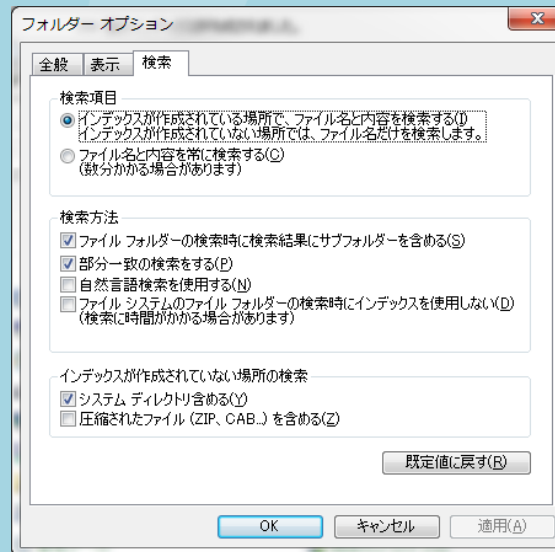 フォルダー オプション
全般 表示 検索
検索項目
インデックスが作成されている場所で、ファイル名と内容を検索する(I)
インデックスが作成されていない場所では、ファイル名だけを検索します。
ファイル名と内容を常に検索する(C)
(数分かかる場合があります)
検索方法
ファイル フォルダーの検索時に検索結果にサブフォルダーを含める(S)
部分一致の検索をする(P)
自然言語検索を使用する(N)
ファイル システムのファイル フォルダーの検索時にインデックスを使用しない(D)
(検索に時間がかかる場合があります)
インデックスが作成されていない場所の検索
システム ディレクトリ含める(Y)
圧縮されたファイル (ZIP、CAB...) を含める(Z)
既定値に戻す(R)
OK キャンセル 適用(A)